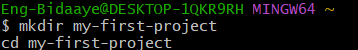 Eng-Bidaaye@DESKTOP-1QKR9RH MINGW64 ~
$ mkdir my-first-project
cd my-first-project